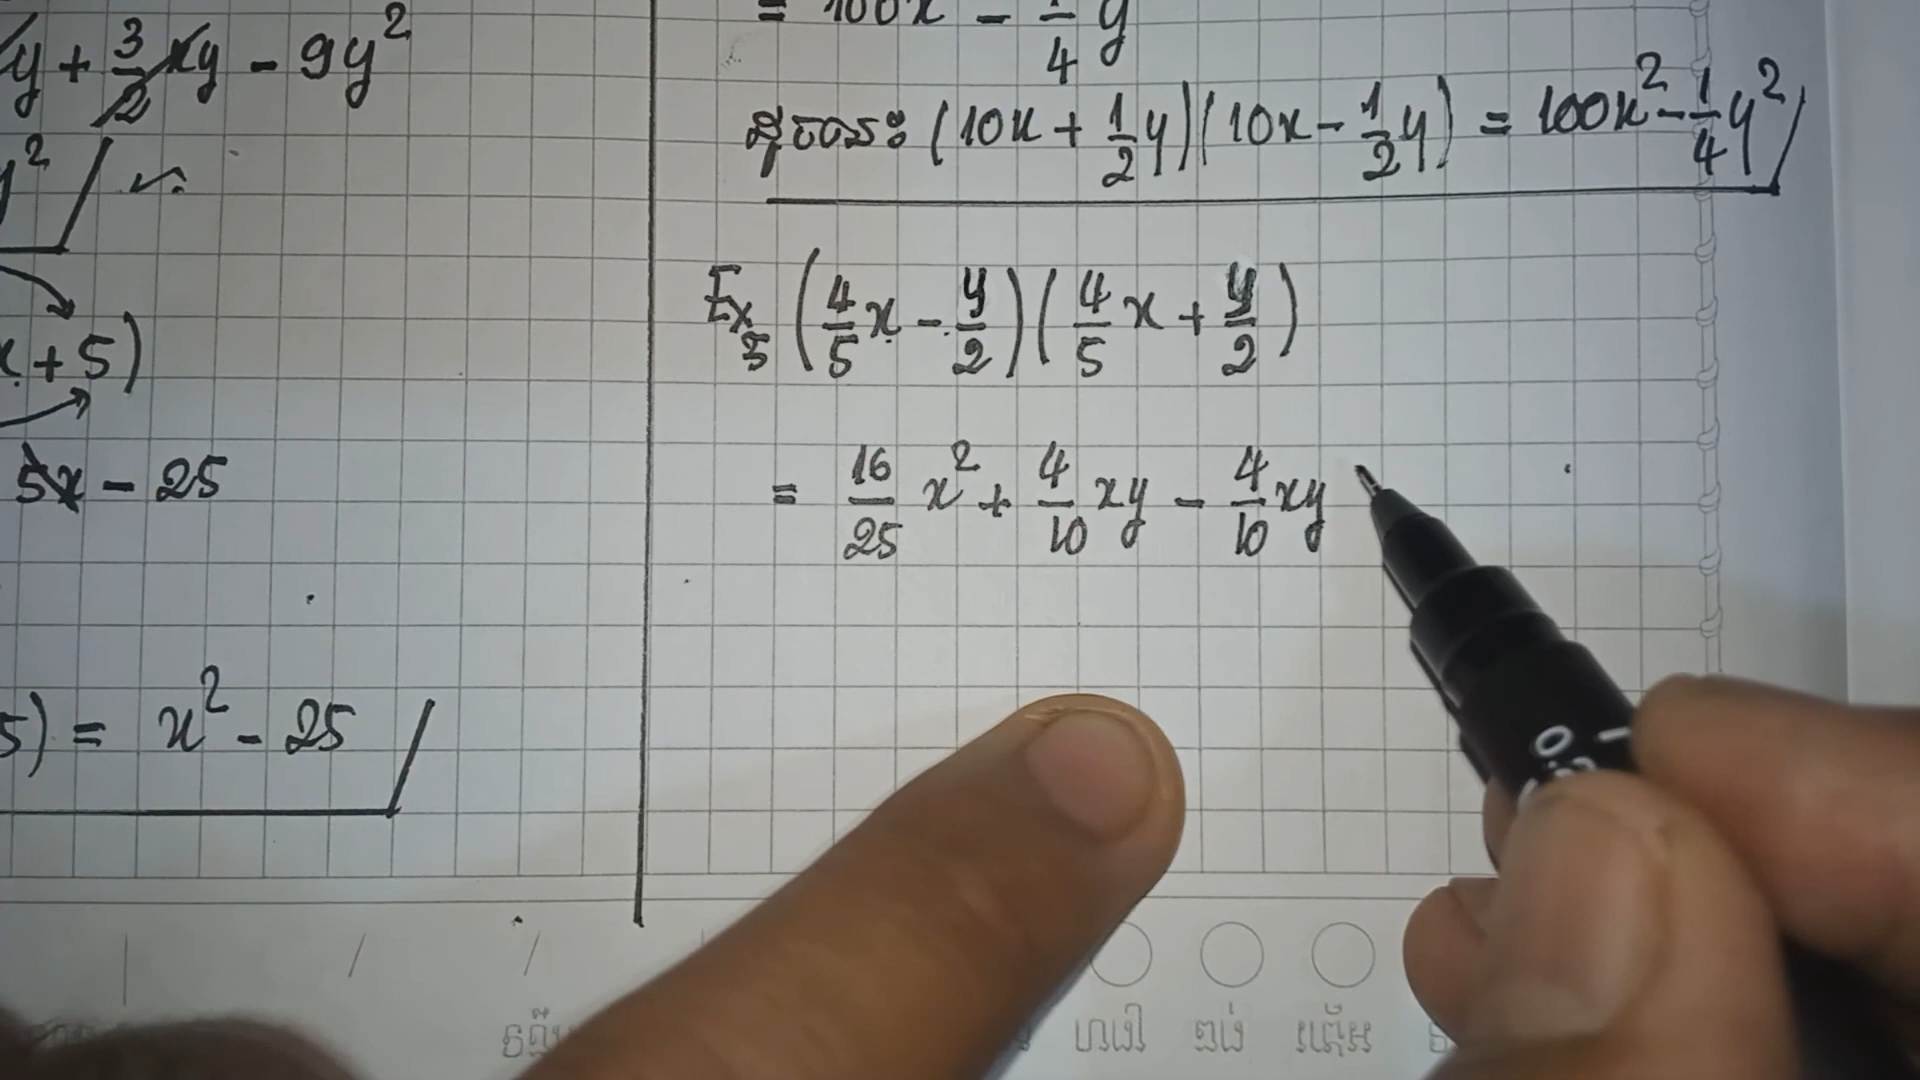 y + 3/2 xy - 9y²
y²
x + 5)
5x - 25
5) = x² - 25
= 100x - 1/4 y
ដូចនេះ (10x + 1/2 y)(10x - 1/2 y) = 100x² - 1/4 y²
Ex5 (4/5 x - y/2)(4/5 x + y/2)
= 16/25 x² + 4/10 xy - 4/10 xy